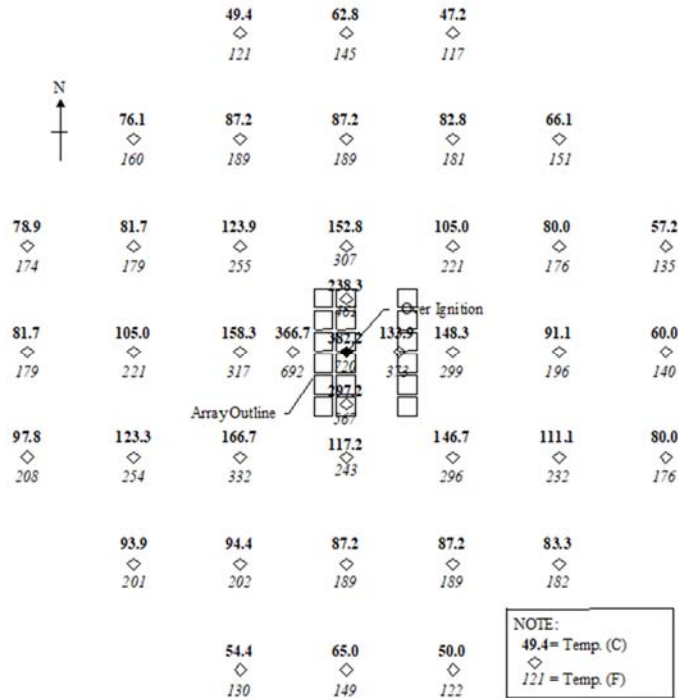 49.4 62.8 47.2
121 145 117
N
76.1 87.2 87.2 82.8 66.1
160 189 189 181 151
78.9 81.7 123.9 152.8 105.0 80.0 57.2
174 179 255 307 221 176 135
238.3
Over Ignition
81.7 105.0 158.3 366.7 382.2 133.9 148.3 91.1 60.0
179 221 317 692 720 373 299 196 140
297.2
Array Outline
567
97.8 123.3 166.7 117.2 146.7 111.1 80.0
208 254 332 243 296 232 176
93.9 94.4 87.2 87.2 83.3
201 202 189 189 182
NOTE:
49.4= Temp. (C)
121 = Temp. (F)
54.4 65.0 50.0
130 149 122